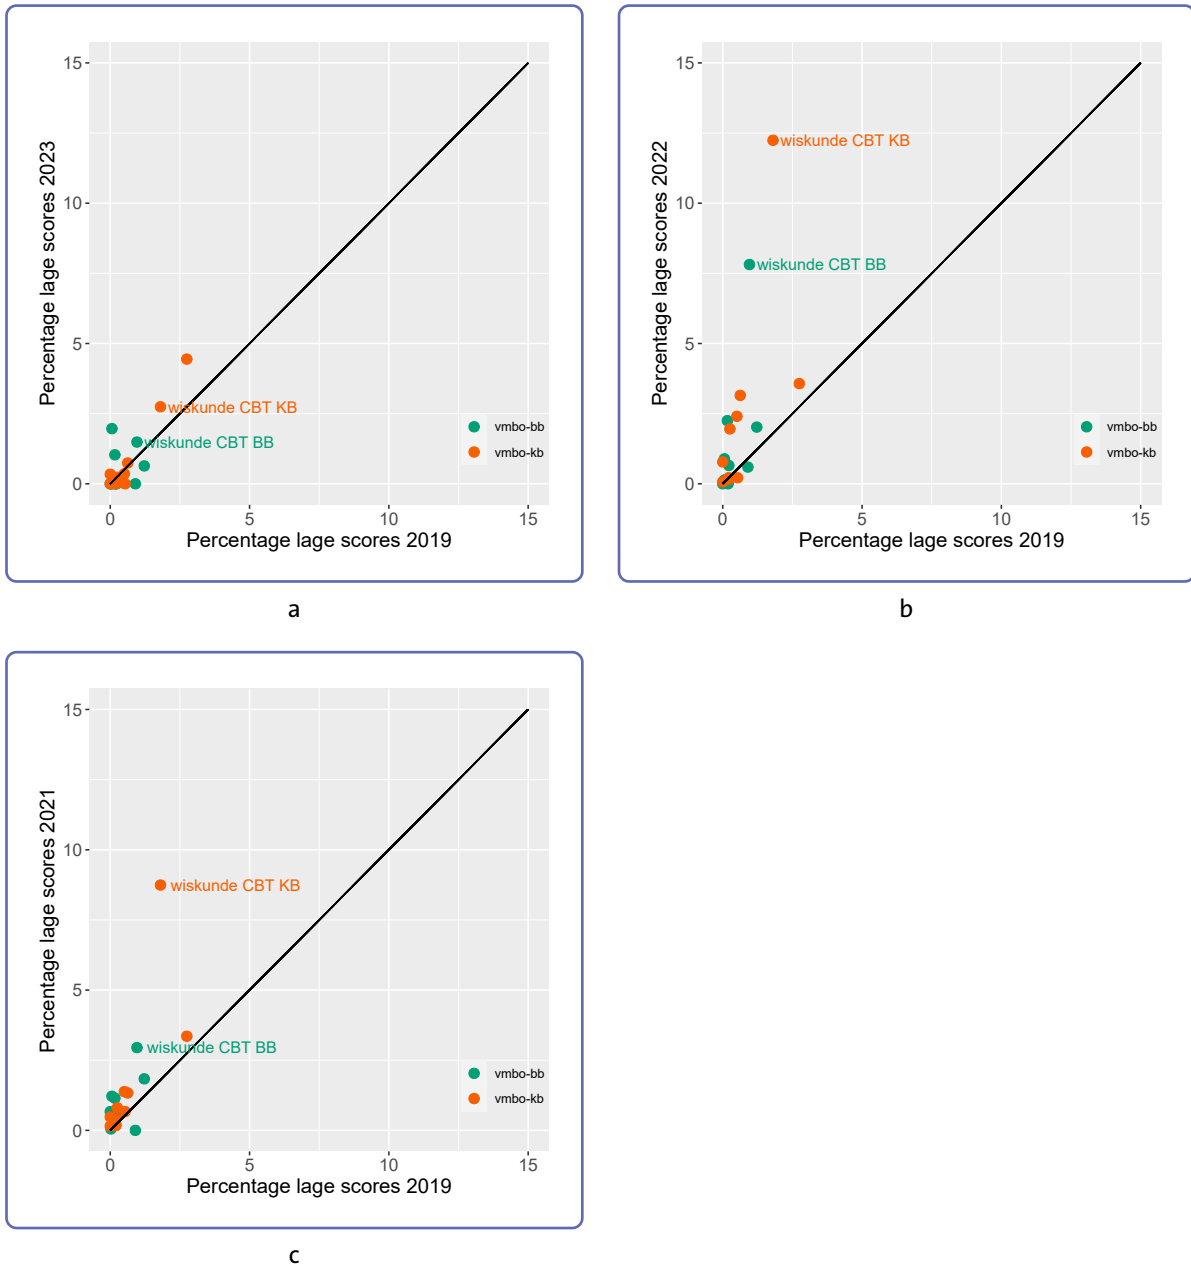 15
10
5
0
Percentage lage scores 2023
wiskunde CBT KB
wiskunde CBT BB
vmbo-bb
vmbo-kb
0 5 10 15
Percentage lage scores 2019
a
15
10
5
0
Percentage lage scores 2022
wiskunde CBT KB
wiskunde CBT BB
vmbo-bb
vmbo-kb
0 5 10 15
Percentage lage scores 2019
b
15
10
5
0
Percentage lage scores 2021
wiskunde CBT KB
wiskunde CBT BB
vmbo-bb
vmbo-kb
0 5 10 15
Percentage lage scores 2019
c